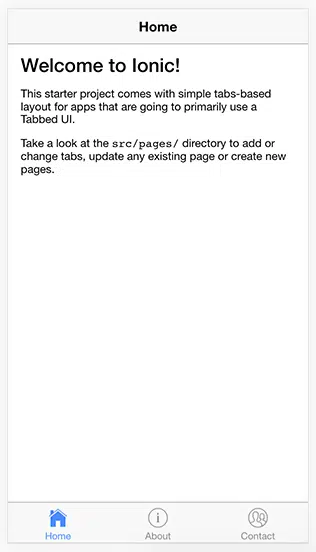 Home
Welcome to Ionic!
This starter project comes with simple tabs-based
layout for apps that are going to primarily use a
Tabbed UI.
Take a look at the src/pages/ directory to add or
change tabs, update any existing page or create new
pages.
Home About Contact